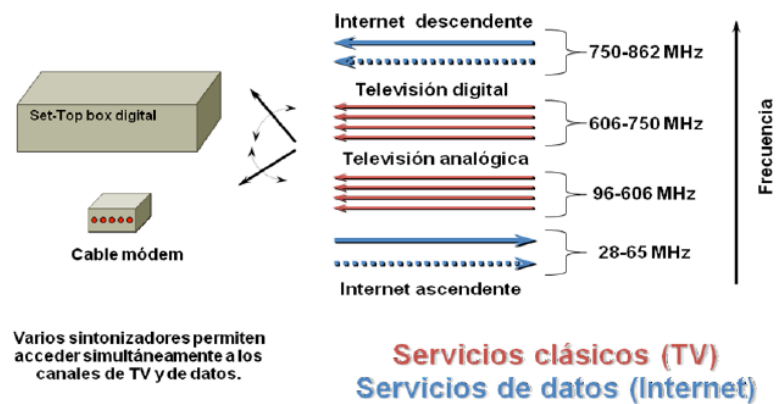 Internet descendente
750-862 MHz
Set-Top box digital
Televisión digital
606-750 MHz
Televisión analógica
96-606 MHz
Frecuencia
Cable módem
28-65 MHz
Internet ascendente
Varios sintonizadores permiten
acceder simultáneamente a los
canales de TV y de datos.
Servicios clásicos (TV)
Servicios de datos (Internet)